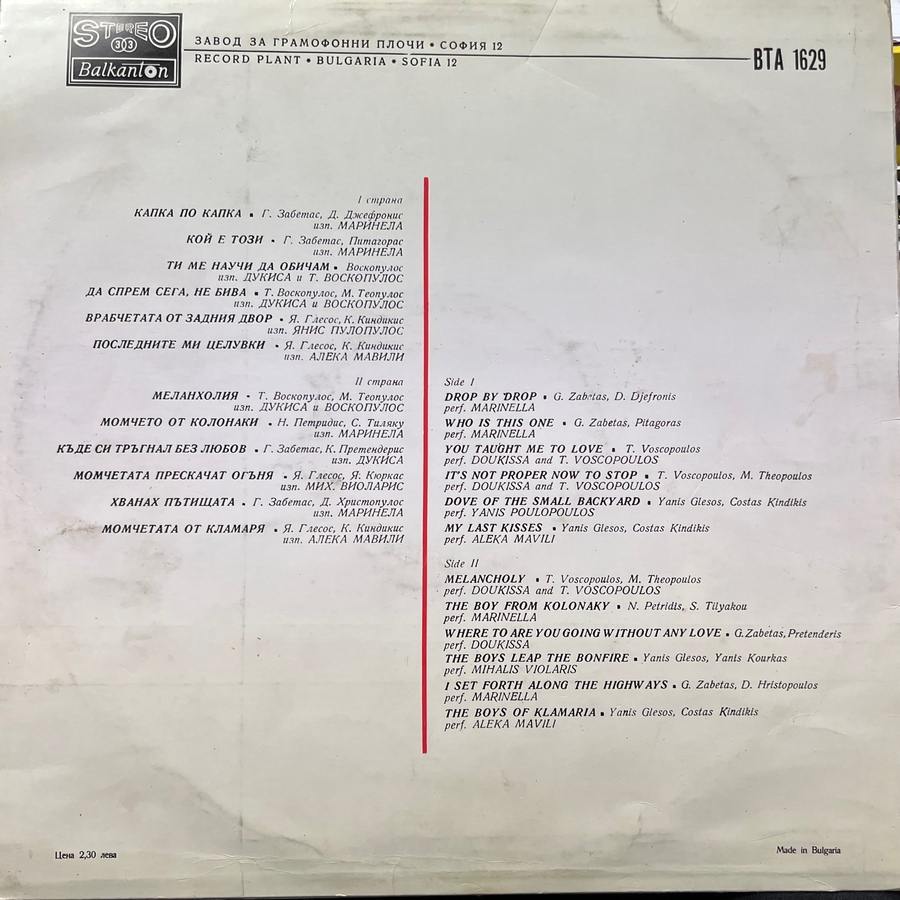 STEREO
303
Balkanton
ЗАВОД ЗА ГРАМОФОННИ ПЛОЧИ • СОФИЯ 12
RECORD PLANT • BULGARIA • SOFIA 12
ВТА 1629
I страна
КАПКА ПО КАПКА • Г. Забетас, Д. Джефронис
изп. МАРИНЕЛА
КОЙ Е ТОЗИ • Г. Забетас, Питагорас
изп. МАРИНЕЛА
ТИ МЕ НАУЧИ ДА ОБИЧАМ • Воскопулос
изп. ДУКИСА и Т. ВОСКОПУЛОС
ДА СПРЕМ СЕГА, НЕ БИВА • Т. Воскопулос, М. Теопулос
изп. ДУКИСА и ВОСКОПУЛОС
ВРАБЧЕТАТА ОТ ЗАДНИЯ ДВОР • Я. Глесос, К. Киндикис
изп. ЯНИС ПУЛОПУЛОС
ПОСЛЕДНИТЕ МИ ЦЕЛУВКИ • Я. Глесос, К. Киндикис
изп. АЛЕКА МАВИЛИ
II страна
МЕЛАНХОЛИЯ • Т. Воскопулос, М. Теопулос
изп. ДУКИСА и ВОСКОПУЛОС
МОМЧЕТО ОТ КОЛОНАКИ • Н. Петридис, С. Тиляку
изп. МАРИНЕЛА
КЪДЕ СИ ТРЪГНАЛ БЕЗ ЛЮБОВ • Г. Забетас, К. Претендерис
изп. ДУКИСА
МОМЧЕТАТА ПРЕСКАЧАТ ОГЪНЯ • Я. Глесос, Я. Кюркас
изп. МИХ. ВИОЛАРИС
ХВАНАХ ПЪТИЩАТА • Г. Забетас, Д. Христопулос
изп. МАРИНЕЛА
МОМЧЕТАТА ОТ КЛАМАРЯ • Я. Глесос, К. Киндикис
изп. АЛЕКА МАВИЛИ
Side I
DROP BY DROP • G. Zabetas, D. Djefronis
perf. MARINELLA
WHO IS THIS ONE • G. Zabetas, Pitagoras
perf. MARINELLA
YOU TAUGHT ME TO LOVE • T. Voscopoulos
perf. DOUKISSA and T. VOSCOPOULOS
IT'S NOT PROPER NOW TO STOP • T. Voscopoulos, M. Theopoulos
perf. DOUKISSA and T. VOSCOPOULOS
DOVE OF THE SMALL BACKYARD • Yanis Glesos, Costas Kindikis
perf. YANIS POULOPOULOS
MY LAST KISSES • Yanis Glesos, Costas Kindikis
perf. ALEKA MAVILI
Side II
MELANCHOLY • T. Voscopoulos, M. Theopoulos
perf. DOUKISSA and T. VOSCOPOULOS
THE BOY FROM KOLONAKY • N. Petridis, S. Tilyakou
perf. MARINELLA
WHERE TO ARE YOU GOING WITHOUT ANY LOVE • G. Zabetas, Pretenderis
perf. DOUKISSA
THE BOYS LEAP THE BONFIRE • Yanis Glesos, Yanis Kourkas
perf. MIHALIS VIOLARIS
I SET FORTH ALONG THE HIGHWAYS • G. Zabetas, D. Hristopoulos
perf. MARINELLA
THE BOYS OF KLAMARIA • Yanis Glesos, Costas Kindikis
perf. ALEKA MAVILI
Цена 2,30 лева
Made in Bulgaria